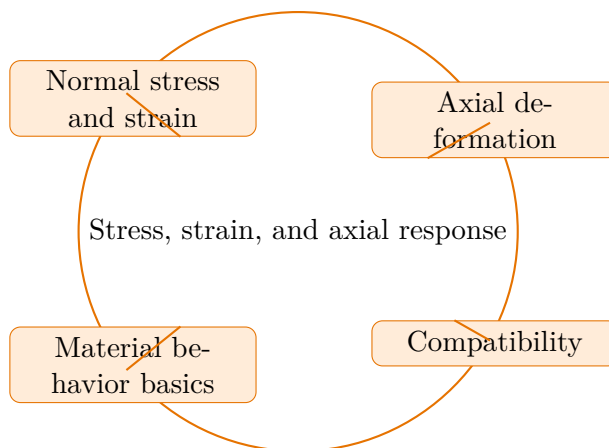 Normal stress
and strain
Axial de-
formation
Stress, strain, and axial response
Material be-
havior basics
Compatibility